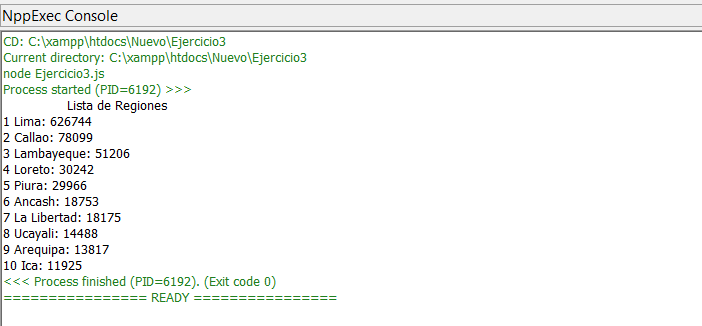 NppExec Console
CD: C:\xampp\htdocs\Nuevo\Ejercicio3
Current directory: C:\xampp\htdocs\Nuevo\Ejercicio3
node Ejercicio3.js
Process started (PID=6192) >>>
Lista de Regiones
1 Lima: 626744
2 Callao: 78099
3 Lambayeque: 51206
4 Loreto: 30242
5 Piura: 29966
6 Ancash: 18753
7 La Libertad: 18175
8 Ucayali: 14488
9 Arequipa: 13817
10 Ica: 11925
<<< Process finished (PID=6192). (Exit code 0)
================ READY ================